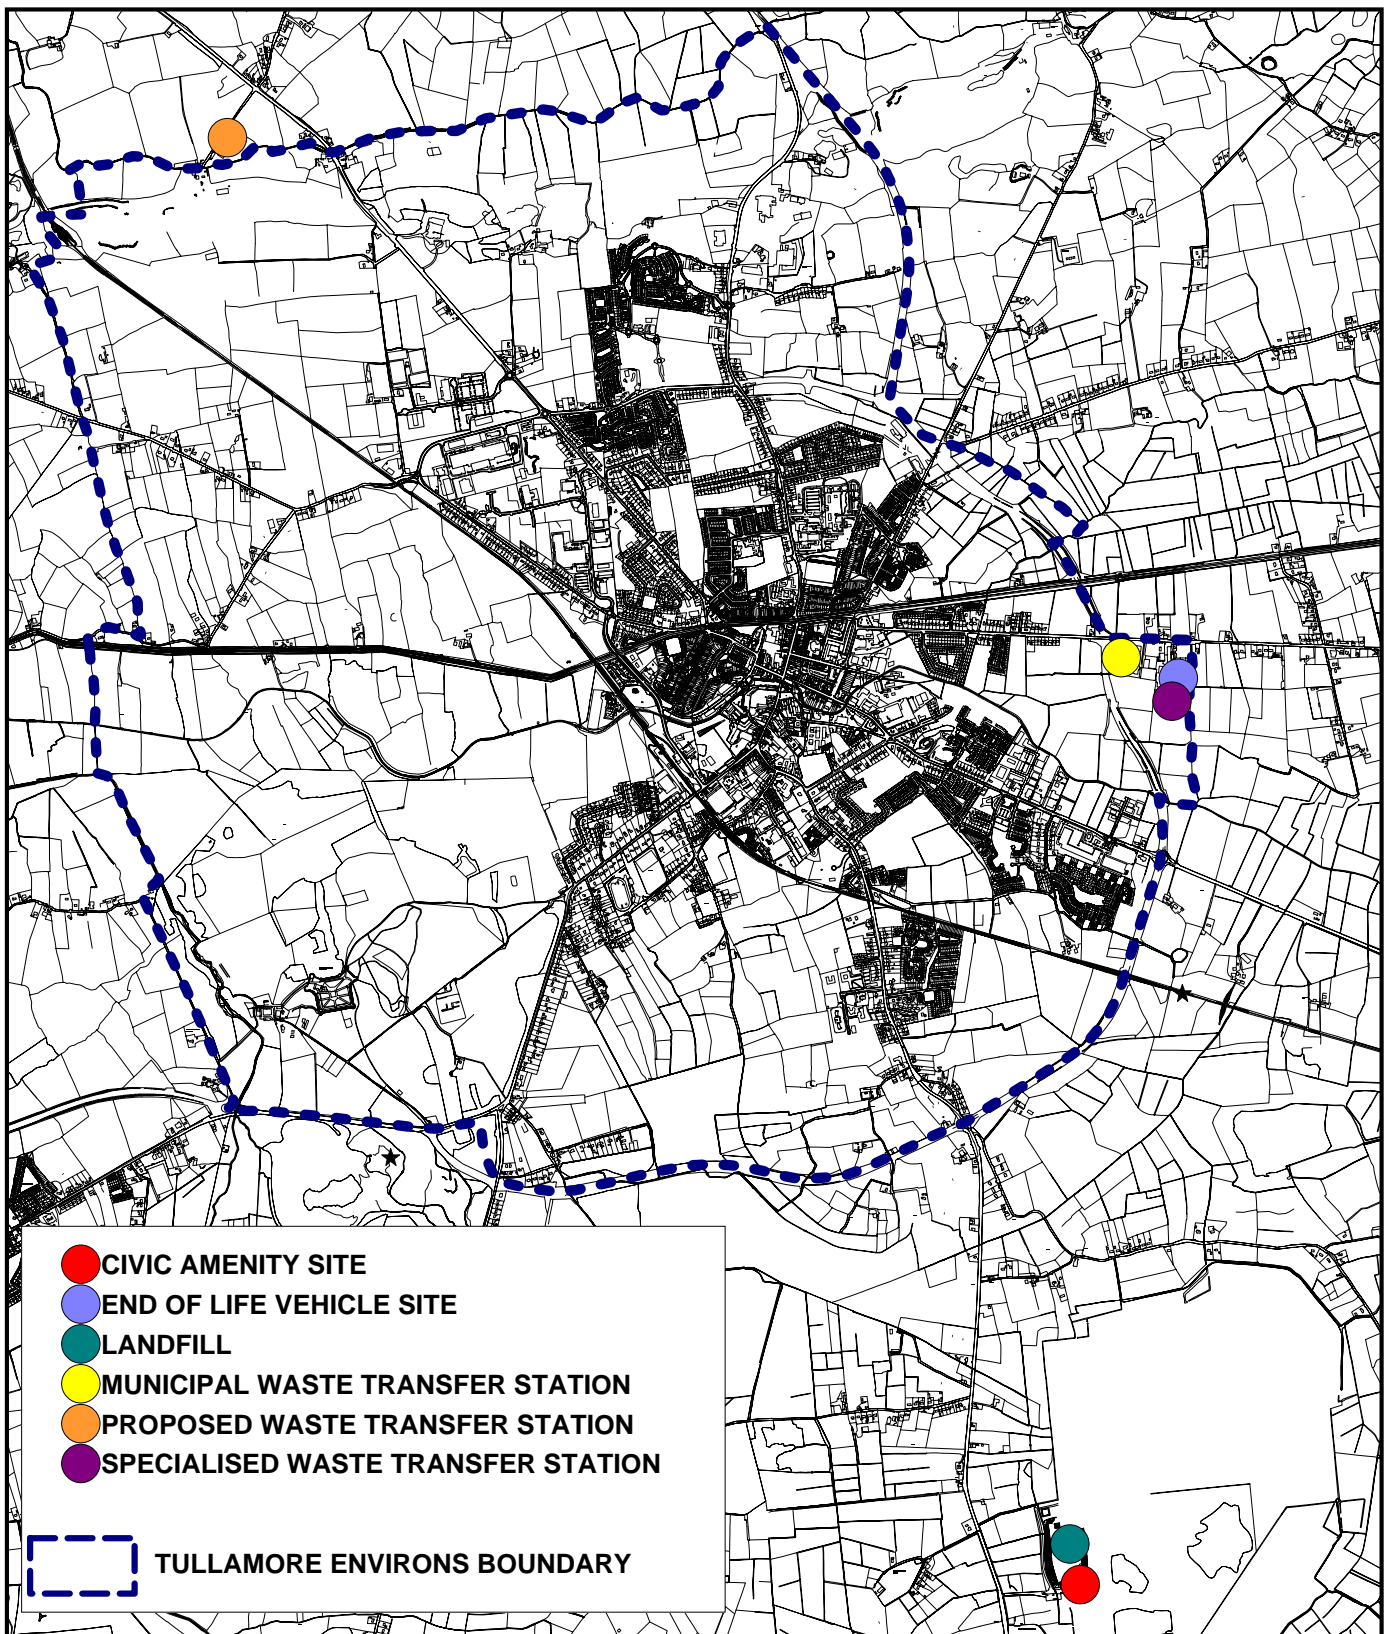 CIVIC AMENITY SITE
END OF LIFE VEHICLE SITE
LANDFILL
MUNICIPAL WASTE TRANSFER STATION
PROPOSED WASTE TRANSFER STATION
SPECIALISED WASTE TRANSFER STATION
TULLAMORE ENVIRONS BOUNDARY